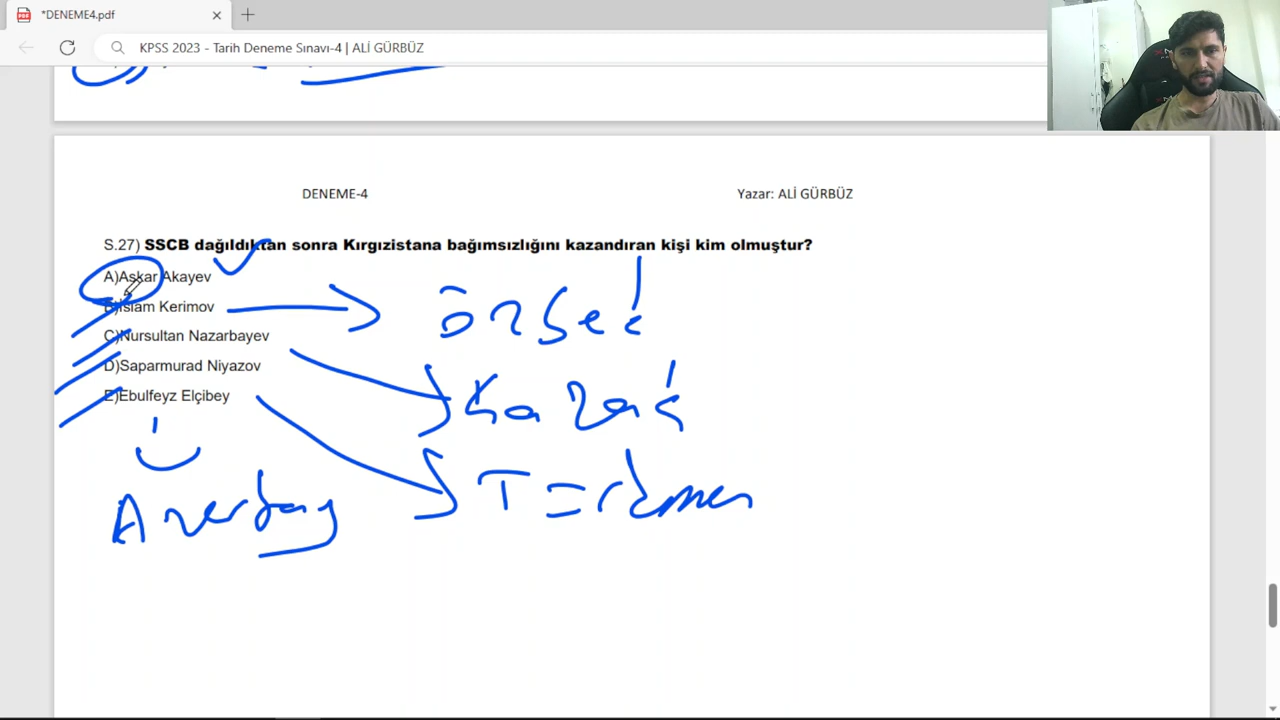 *DENEME4.pdf
KPSS 2023 - Tarih Deneme Sınavı-4 | ALİ GÜRBÜZ
DENEME-4 Yazar: ALİ GÜRBÜZ
S.27) SSCB dağıldıktan sonra Kırgızistana bağımsızlığını kazandıran kişi kim olmuştur?
A)Askar Akayev
B)İslam Kerimov
özbek
C)Nursultan Nazarbayev
D)Saparmurad Niyazov
E)Ebulfeyz Elçibey
Kazak
Türkmen
Azerbay